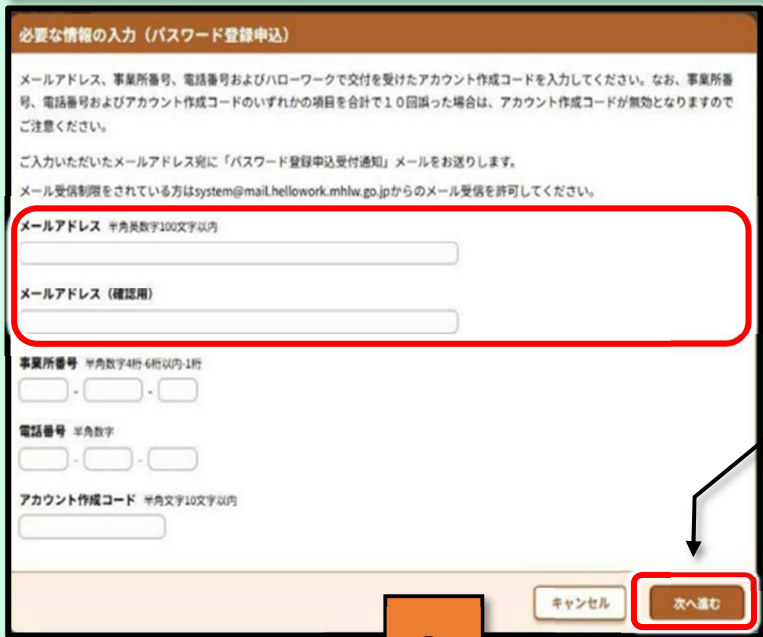 必要な情報の入力（パスワード登録申込）
メールアドレス、事業所番号、電話番号およびハローワークで交付を受けたアカウント作成コードを入力してください。なお、事業所番
号、電話番号およびアカウント作成コードのいずれかの項目を合計で１０回誤った場合は、アカウント作成コードが無効となりますので
ご注意ください。
ご入力いただいたメールアドレス宛に「パスワード登録申込受付通知」メールをお送りします。
メール受信制限をされている方はsystem@mail.hellowork.mhlw.go.jpからのメール受信を許可してください。
メールアドレス 半角英数字100文字以内
メールアドレス（確認用）
事業所番号 半角数字4桁-6桁以内-1桁
- -
電話番号 半角数字
- -
アカウント作成コード 半角文字10文字以内
キャンセル 次へ進む